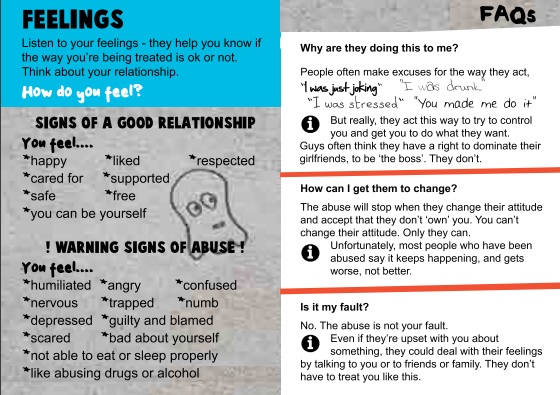 FEELINGS
Listen to your feelings - they help you know if
the way you're being treated is ok or not.
Think about your relationship.
How do you feel?
SIGNS OF A GOOD RELATIONSHIP
You feel....
*happy *liked *respected
*cared for *supported
*safe *free
*you can be yourself
! WARNING SIGNS OF ABUSE !
You feel....
*humiliated *angry *confused
*nervous *trapped *numb
*depressed *guilty and blamed
*scared *bad about yourself
*not able to eat or sleep properly
*like abusing drugs or alcohol
FAQs
Why are they doing this to me?
People often make excuses for the way they act,
"I was just joking" "I was drunk"
"I was stressed" "You made me do it"
i But really, they act this way to try to control
you and get you to do what they want.
Guys often think they have a right to dominate their
girlfriends, to be 'the boss'. They don't.
How can I get them to change?
The abuse will stop when they change their attitude
and accept that they don't 'own' you. You can't
change their attitude. Only they can.
i Unfortunately, most people who have been
abused say it keeps happening, and gets
worse, not better.
Is it my fault?
No. The abuse is not your fault.
i Even if they're upset with you about
something, they could deal with their feelings
by talking to you or to friends or family. They don't
have to treat you like this.